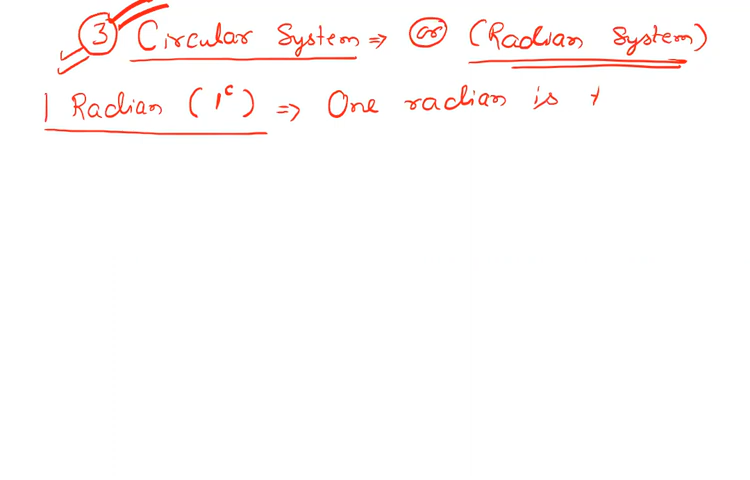 ③ Circular System ⇒ (or) (Radian System)
1 Radian (1ᶜ) ⇒ One radian is